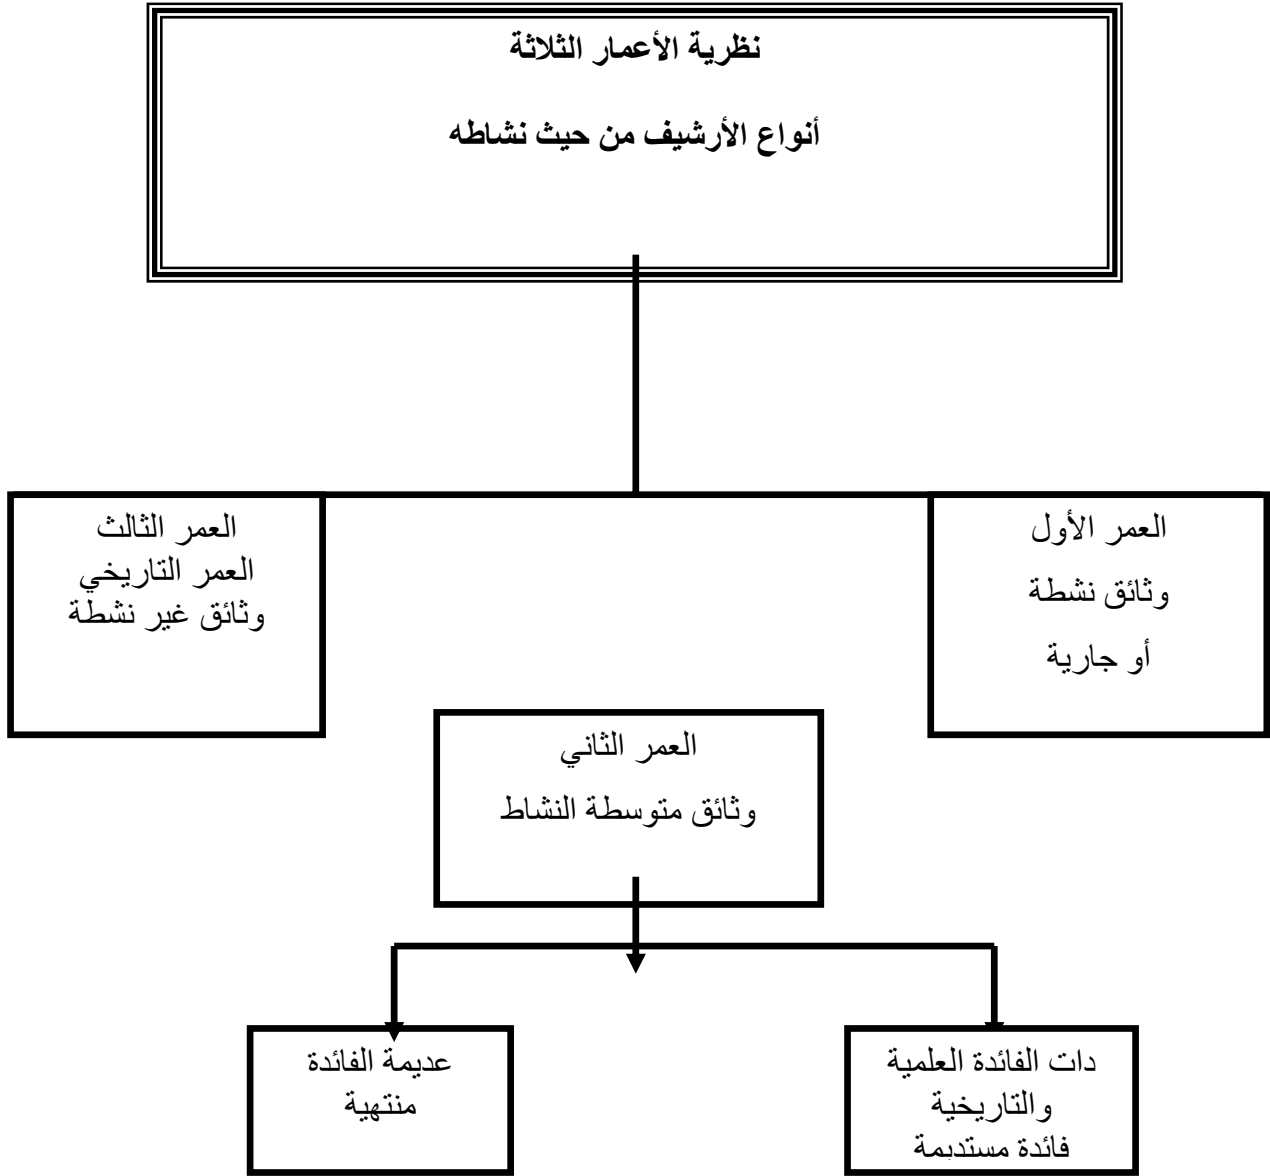 نظرية الأعمار الثلاثة
أنواع الأرشيف من حيث نشاطه
العمر الأول
وثائق نشطة
أو جارية
العمر الثالث
العمر التاريخي
وثائق غير نشطة
العمر الثاني
وثائق متوسطة النشاط
دات الفائدة العلمية
والتاريخية
فائدة مستديمة
عديمة الفائدة
منتهية